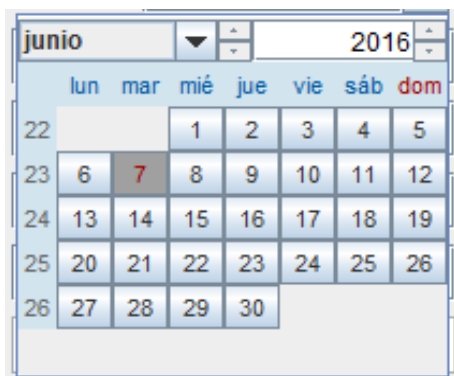 junio 2016
lun mar mié jue vie sáb dom
22 1 2 3 4 5
23 6 7 8 9 10 11 12
24 13 14 15 16 17 18 19
25 20 21 22 23 24 25 26
26 27 28 29 30